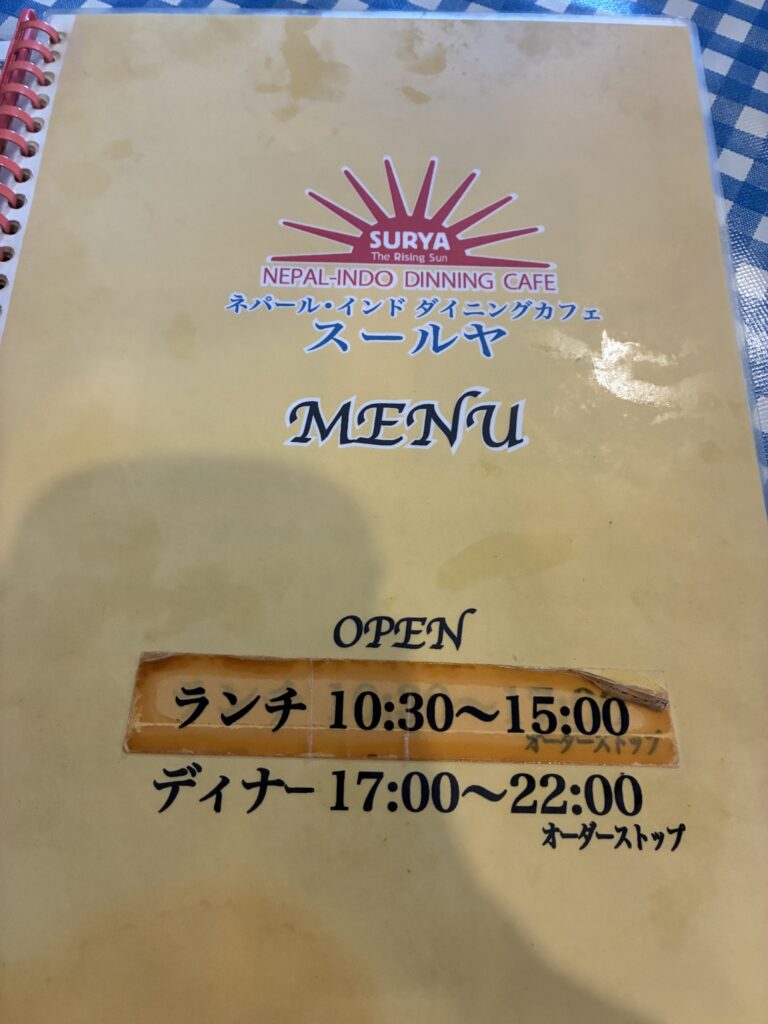 SURYA
The Rising Sun
NEPAL-INDO DINNING CAFE
ネパール・インド ダイニングカフェ
スールヤ
MENU
OPEN
ランチ 10:30～15:00
オーダーストップ
ディナー 17:00～22:00
オーダーストップ